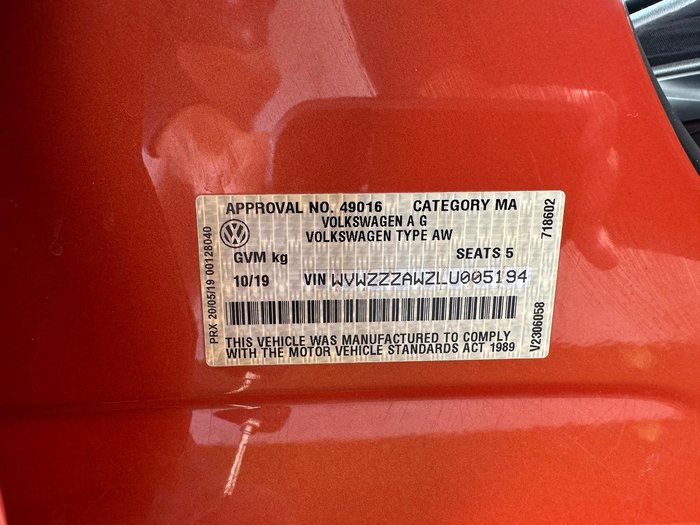 APPROVAL NO. 49016 CATEGORY MA
VOLKSWAGEN A G
VOLKSWAGEN TYPE AW
GVM kg SEATS 5
10/19 VIN WVWZZZAWZLU005194
THIS VEHICLE WAS MANUFACTURED TO COMPLY
WITH THE MOTOR VEHICLE STANDARDS ACT 1989
PRX 20/05/19 00128040
718602
V2306058